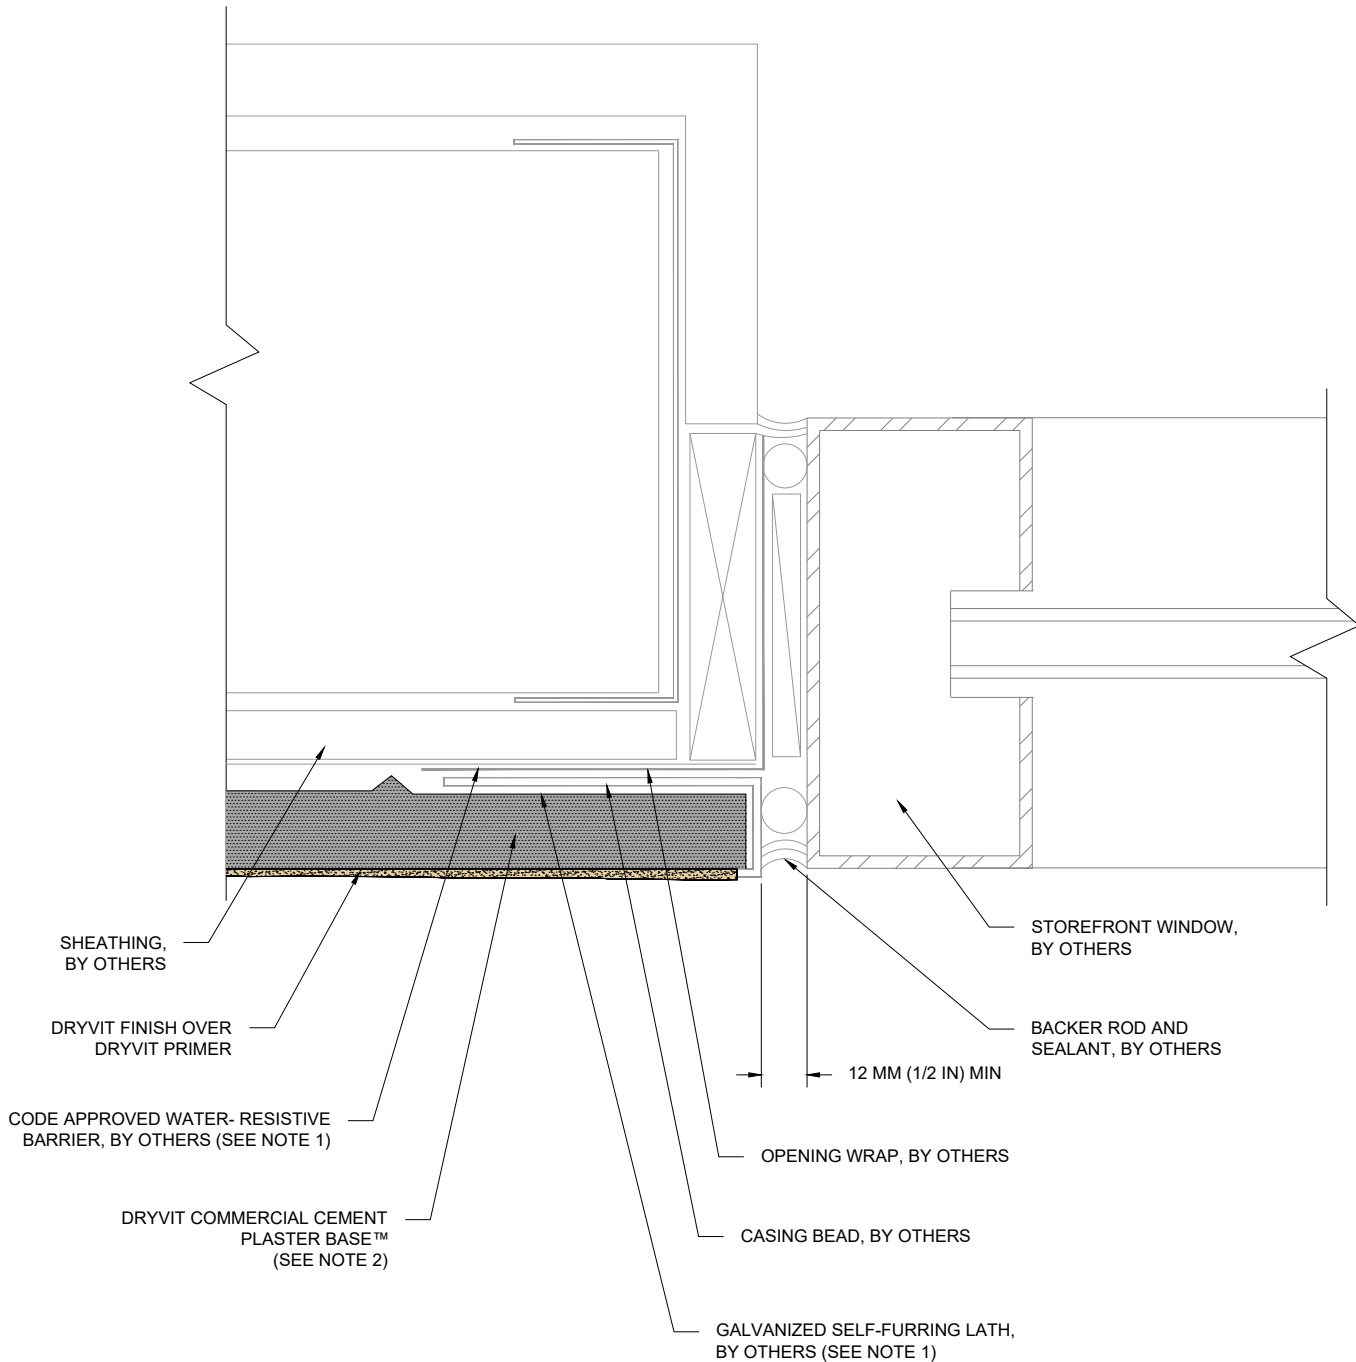 SHEATHING,
BY OTHERS
DRYVIT FINISH OVER
DRYVIT PRIMER
CODE APPROVED WATER- RESISTIVE
BARRIER, BY OTHERS (SEE NOTE 1)
DRYVIT COMMERCIAL CEMENT
PLASTER BASE™
(SEE NOTE 2)
STOREFRONT WINDOW,
BY OTHERS
BACKER ROD AND
SEALANT, BY OTHERS
12 MM (1/2 IN) MIN
OPENING WRAP, BY OTHERS
CASING BEAD, BY OTHERS
GALVANIZED SELF-FURRING LATH,
BY OTHERS (SEE NOTE 1)